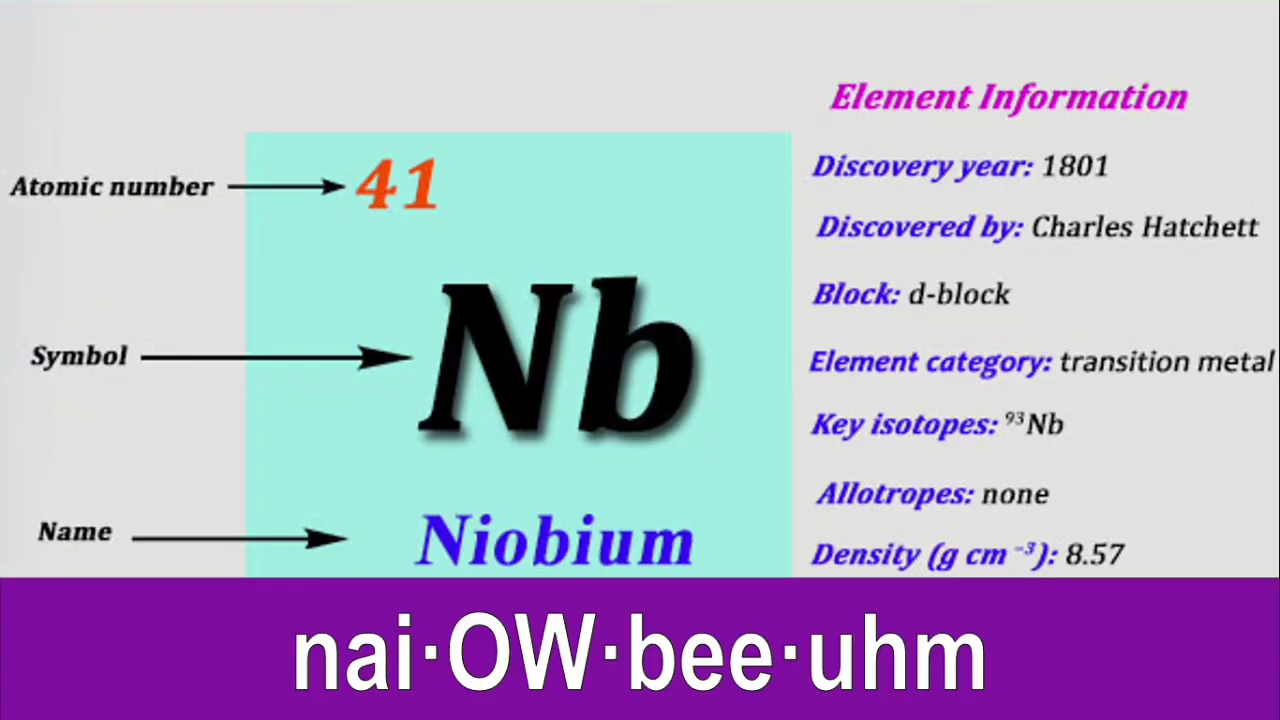 Element Information
Atomic number
41
Discovery year: 1801
Discovered by: Charles Hatchett
Block: d-block
Symbol
Nb
Element category: transition metal
Key isotopes: ⁹³Nb
Allotropes: none
Name
Niobium
Density (g cm ⁻³): 8.57
nai·OW·bee·uhm